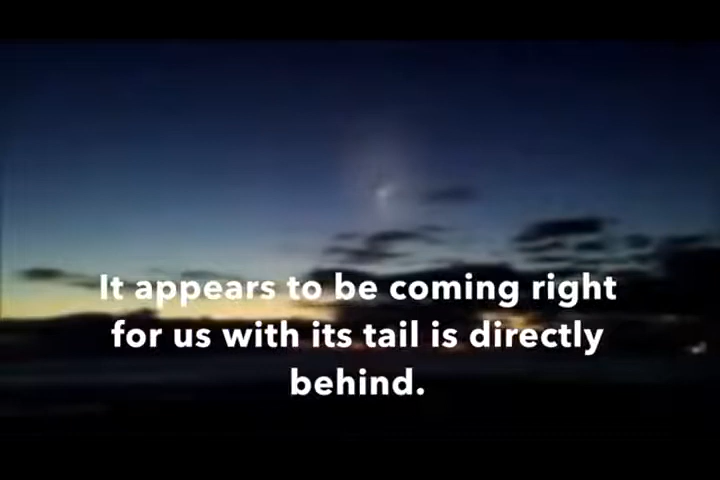 It appears to be coming right
for us with its tail is directly
behind.